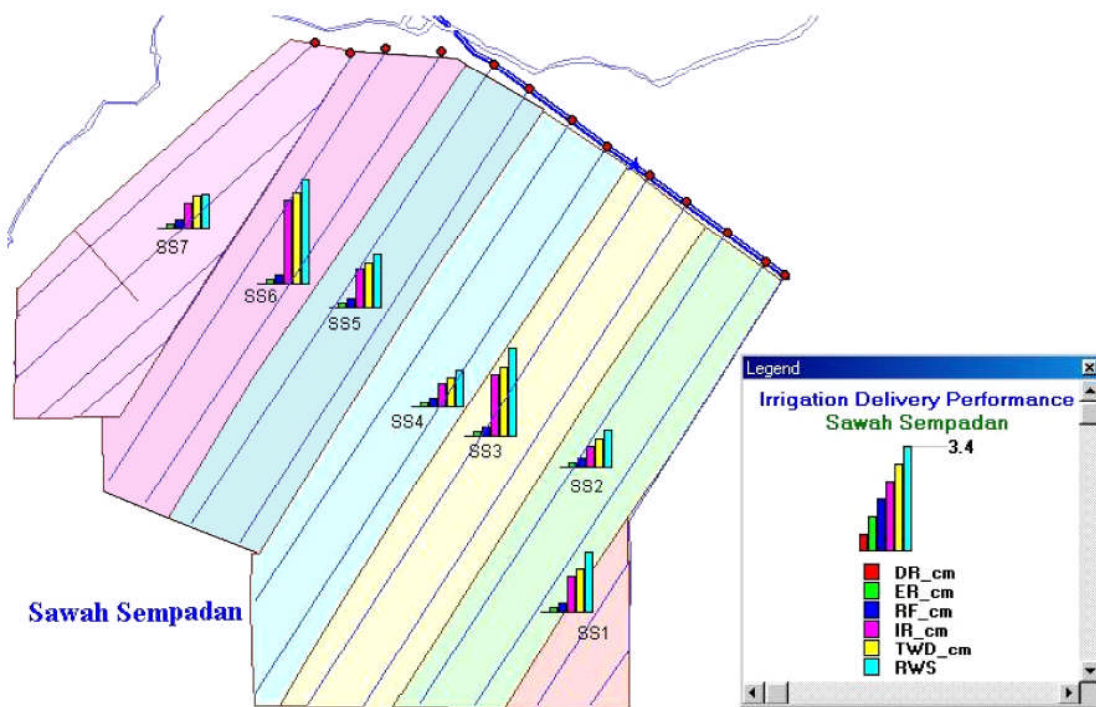 SS7
SS6
SS5
SS4
SS3
SS2
SS1
Sawah Sempadan
Legend
Irrigation Delivery Performance
Sawah Sempadan
3.4
DR_cm
ER_cm
RF_cm
IR_cm
TWD_cm
RWS